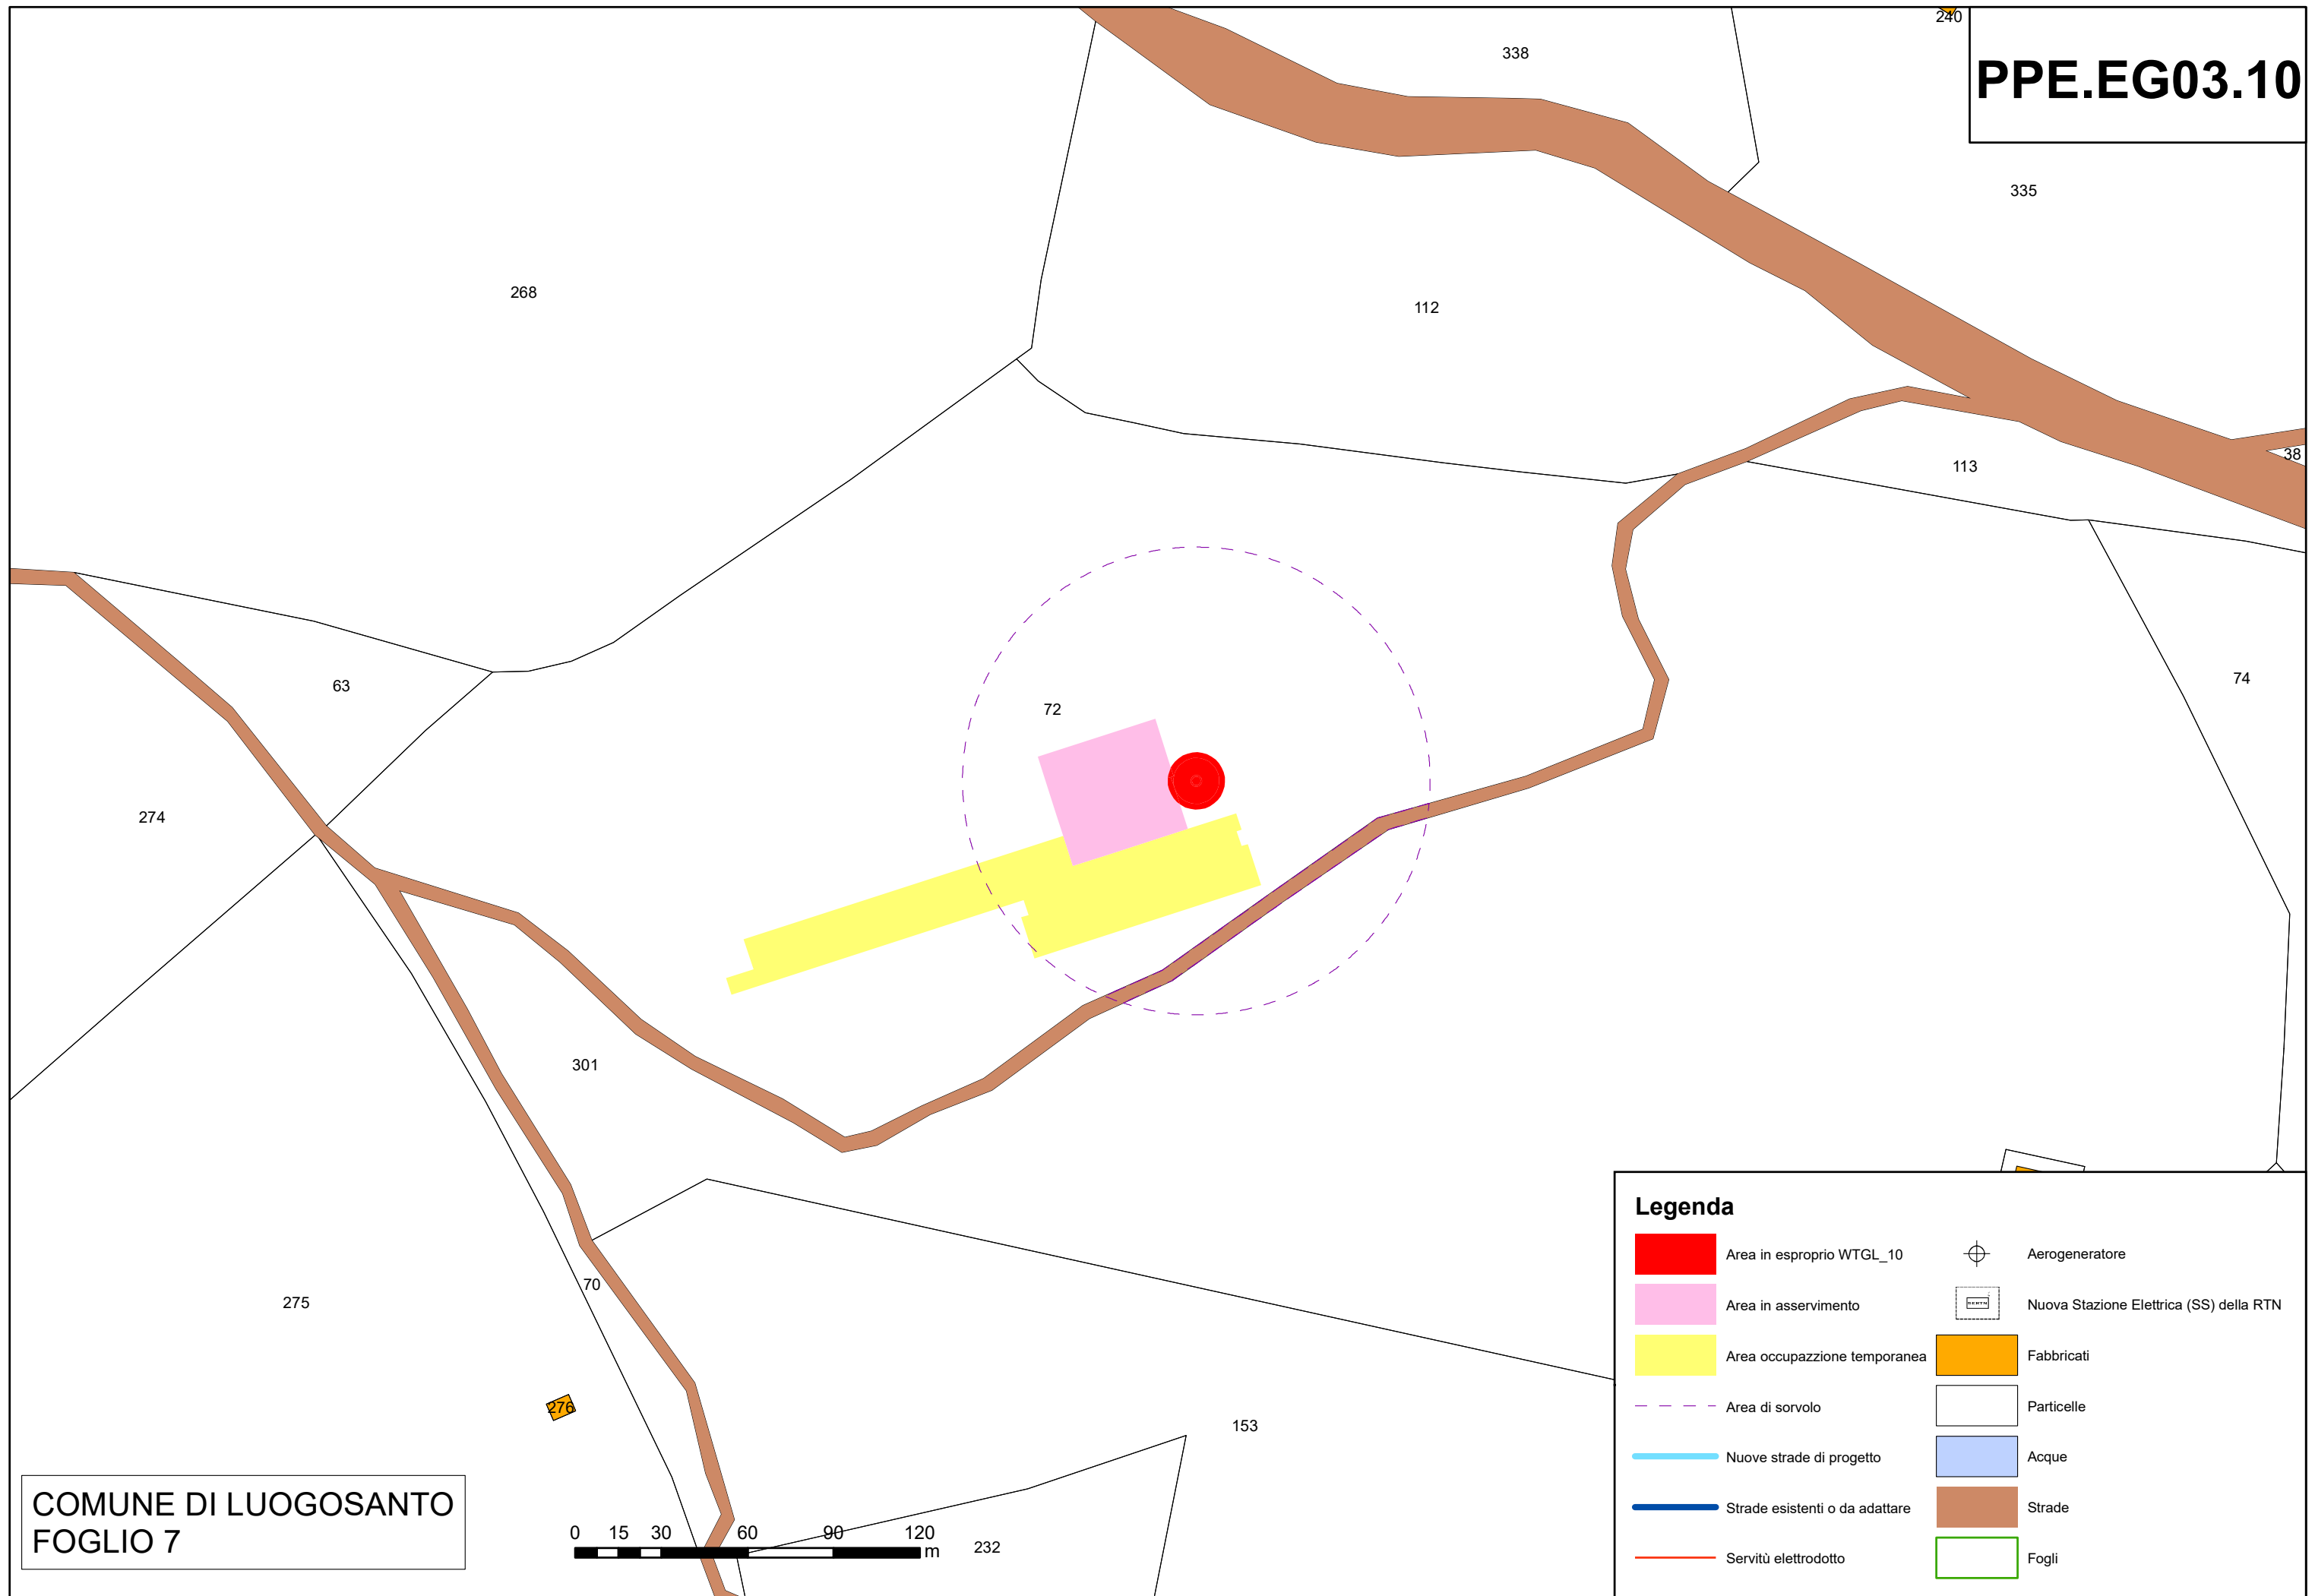 240
338
PPE.EG03.10
335
268
112
38
113
63
74
72
274
301
70
275
276
153
232
COMUNE DI LUOGOSANTO
FOGLIO 7
0 15 30 60 90 120
m
Legenda
Area in esproprio WTGL_10
Area in asservimento
Area occupazzione temporanea
Area di sorvolo
Nuove strade di progetto
Strade esistenti o da adattare
Servitù elettrodotto
Aerogeneratore
Nuova Stazione Elettrica (SS) della RTN
Fabbricati
Particelle
Acque
Strade
Fogli